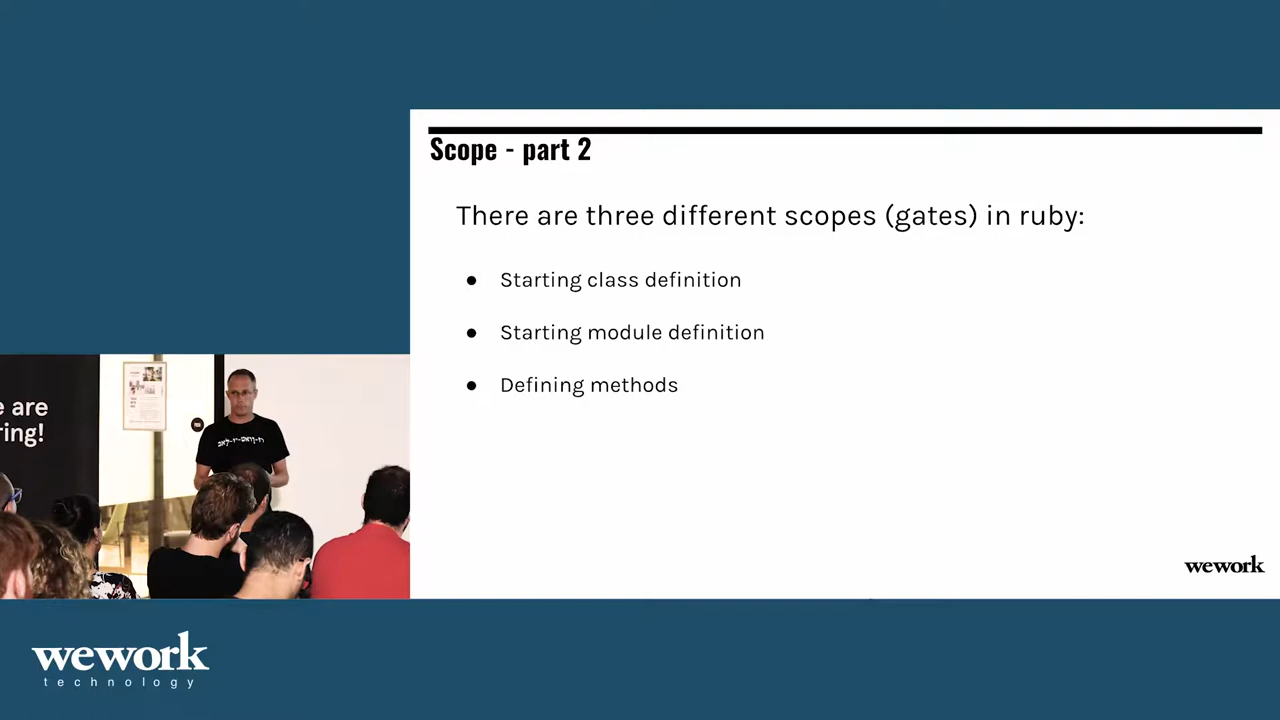 Scope - part 2
There are three different scopes (gates) in ruby:
● Starting class definition
● Starting module definition
● Defining methods
wework
e are
ring!
wework
technology